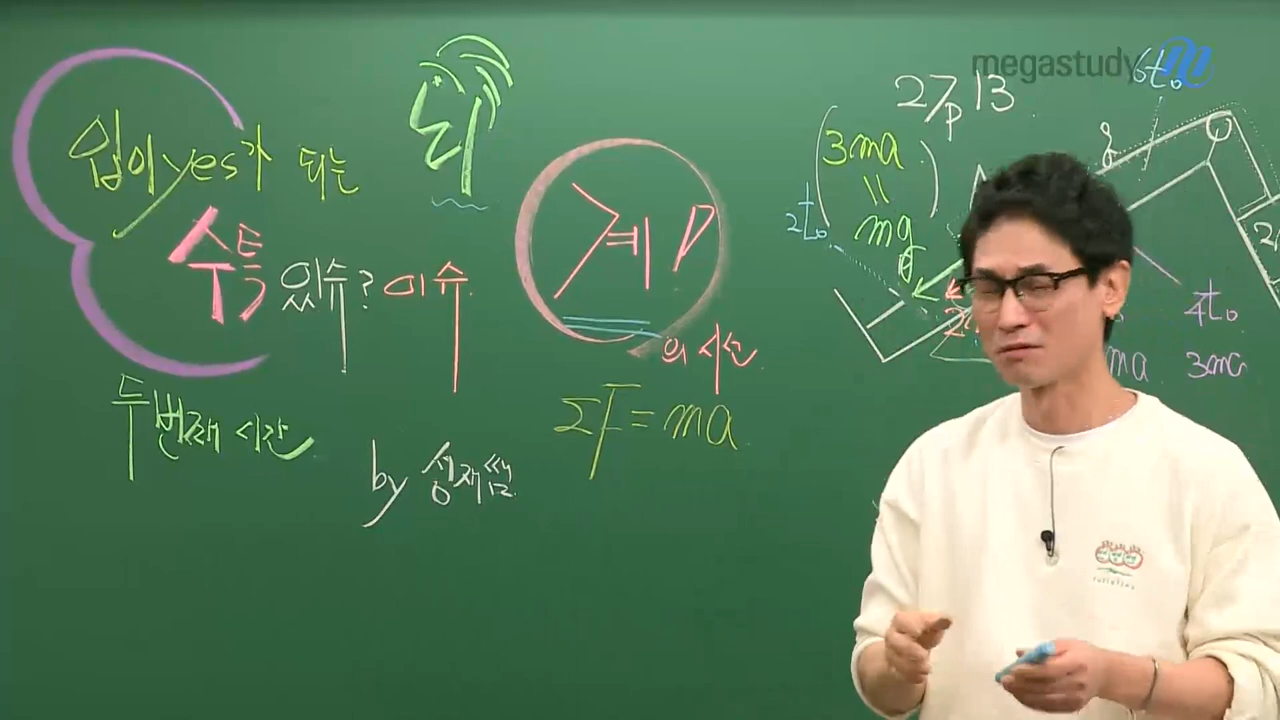 입이 yes가 되는
수특 있슈? 이슈
두번째 시간
by 성재쌤
계
의 시선
ΣF = ma
megastudy
27p 13
6t₀
3ma
=
mg
2t₀
4t₀
ma 3ma